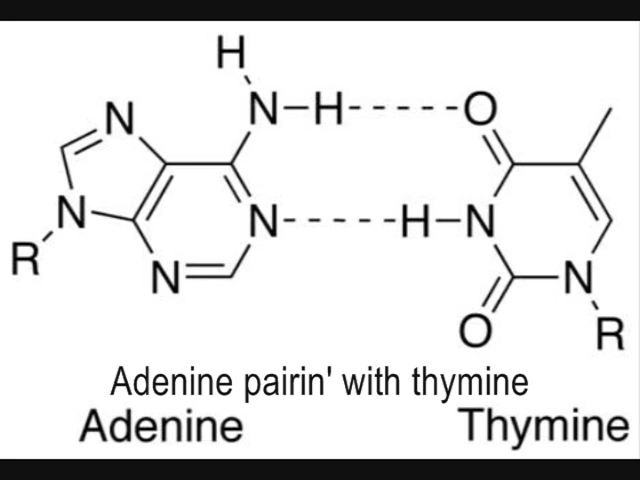 H
N
N H O
N N H N
R N N
O R
Adenine pairin' with thymine
Adenine Thymine